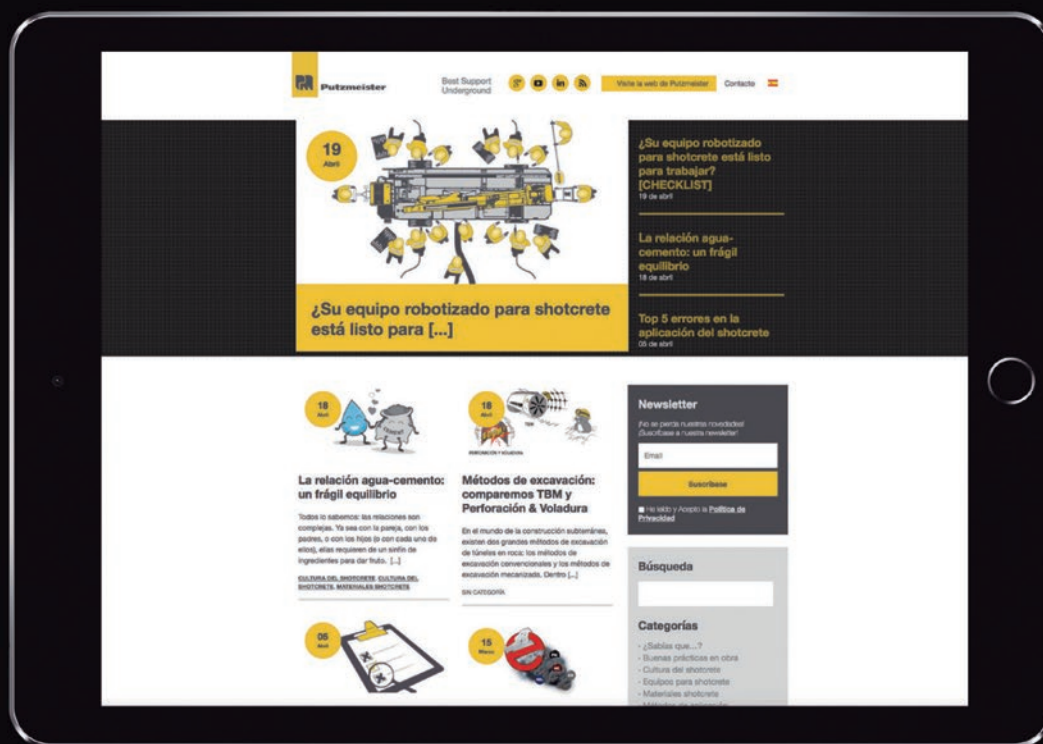 Putzmeister
Best Support
Underground
Visite la web de Putzmeister
Contacto
19
Abril
¿Su equipo robotizado para shotcrete
está listo para [...]
¿Su equipo robotizado
para shotcrete está listo
para trabajar?
[CHECKLIST]
19 de abril
La relación agua-
cemento: un frágil
equilibrio
18 de abril
Top 5 errores en la
aplicación del shotcrete
05 de abril
18
Abril
CEMENT
La relación agua-cemento:
un frágil equilibrio
Todos lo sabemos: las relaciones son
complejas. Ya sea con la pareja, con los
padres, o con los hijos (o con cada uno de
ellos), ellas requieren de un sinfín de
ingredientes para dar fruto. [...]
CULTURA DEL SHOTCRETE, CULTURA DEL
SHOTCRETE, MATERIALES SHOTCRETE
18
Abril
TBM
PERFORACIÓN Y VOLADURA
Métodos de excavación:
comparemos TBM y
Perforación & Voladura
En el mundo de la construcción subterránea,
existen dos grandes métodos de excavación
de túneles en roca: los métodos de
excavación convencionales y los métodos de
excavación mecanizada. Dentro [...]
SIN CATEGORÍA
05
Abril
15
Marzo
Newsletter
¡No se pierda nuestras novedades!
¡Suscríbase a nuestra newsletter!
Email
Suscríbase
He leído y Acepto la Política de
Privacidad
Búsqueda
Categorías
- ¿Sabías que...?
- Buenas prácticas en obra
- Cultura del shotcrete
- Equipos para shotcrete
- Materiales shotcrete